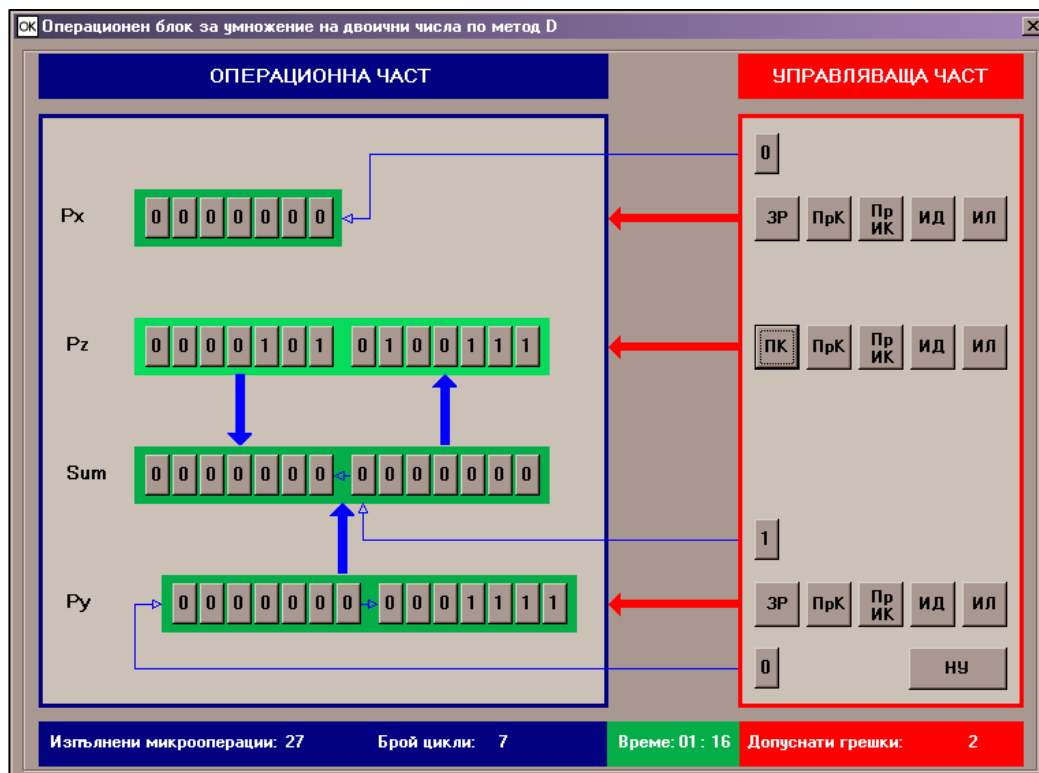 OK Операционен блок за умножение на двоични числа по метод D
ОПЕРАЦИОННА ЧАСТ
УПРАВЛЯВАЩА ЧАСТ
0
Px 0 0 0 0 0 0 0
ЗР ПрК Пр ИК ИД ИЛ
Pz 0 0 0 0 1 0 1 0 1 0 0 1 1 1
ПК ПрК Пр ИК ИД ИЛ
Sum 0 0 0 0 0 0 0 0 0 0 0 0 0 0
1
Py 0 0 0 0 0 0 0 0 0 0 1 1 1 1
ЗР ПрК Пр ИК ИД ИЛ
0 НУ
Изпълнени микрооперации: 27 Брой цикли: 7 Време: 01 : 16 Допуснати грешки: 2